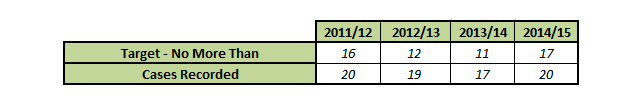 2011/12 2012/13 2013/14 2014/15
Target - No More Than 16 12 11 17
Cases Recorded 20 19 17 20